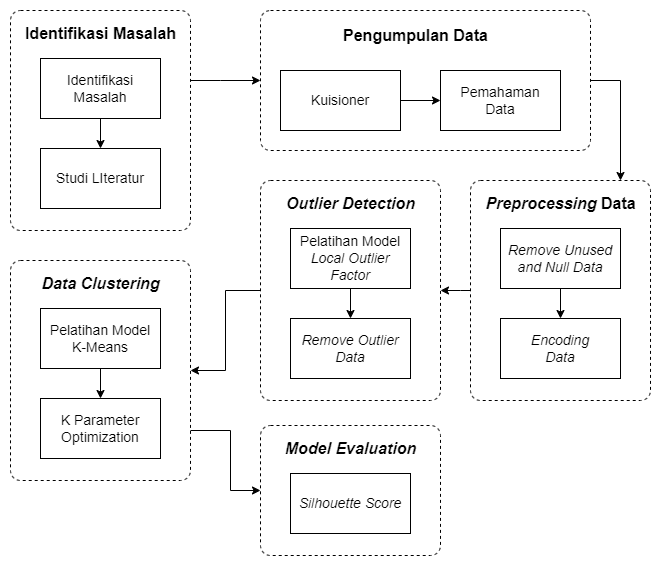 Identifikasi Masalah
Identifikasi
Masalah
Studi LIteratur
Pengumpulan Data
Kuisioner
Pemahaman
Data
Preprocessing Data
Remove Unused
and Null Data
Encoding
Data
Outlier Detection
Pelatihan Model
Local Outlier
Factor
Remove Outlier
Data
Data Clustering
Pelatihan Model
K-Means
K Parameter
Optimization
Model Evaluation
Silhouette Score